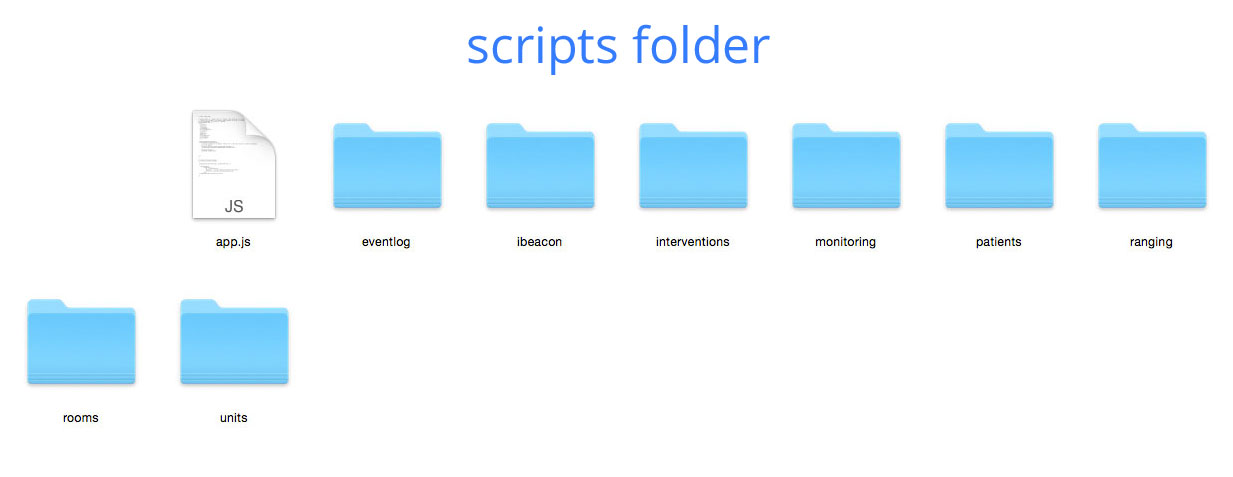 scripts folder
JS
app.js
eventlog
ibeacon
interventions
monitoring
patients
ranging
rooms
units